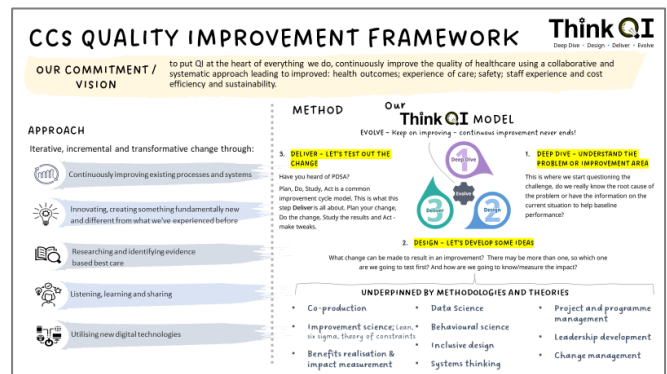 CCS QUALITY IMPROVEMENT FRAMEWORK
Think QI
Deep Dive · Design · Deliver · Evolve
OUR COMMITMENT /
VISION
to put QI at the heart of everything we do, continuously improve the quality of healthcare using a collaborative and
systematic approach leading to improved: health outcomes; experience of care; safety; staff experience and cost
efficiency and sustainability.
APPROACH
Iterative, incremental and transformative change through:
Continuously improving existing processes and systems
Innovating, creating something fundamentally new
and different from what we've experienced before
Researching and identifying evidence
based best care
Listening, learning and sharing
Utilising new digital technologies
METHOD
Our
Think QI MODEL
EVOLVE - Keep on improving - continuous improvement never ends!
3. DELIVER - LET'S TEST OUT THE
CHANGE
Have you heard of PDSA?
Plan, Do, Study, Act is a common
improvement cycle model. This is what this
step Deliver is all about. Plan your change,
Do the change, Study the results and Act -
make tweaks.
1
Deep Dive
Evolve
3
Deliver
2
Design
1. DEEP DIVE - UNDERSTAND THE
PROBLEM OR IMPROVEMENT AREA
This is where we start questioning the
challenge, do we really know the root cause of
the problem or have the information on the
current situation to help baseline
performance?
2. DESIGN - LET'S DEVELOP SOME IDEAS
What change can be made to result in an improvement? There may be more than one, so which one
are we going to test first? And how are we going to know/measure the impact?
UNDERPINNED BY METHODOLOGIES AND THEORIES
• Co-production
• Improvement science; Lean,
six sigma, theory of constraints
• Benefits realisation &
impact measurement
• Data Science
• Behavioural science
• Inclusive design
• Systems thinking
• Project and programme
management
• Leadership development
• Change management